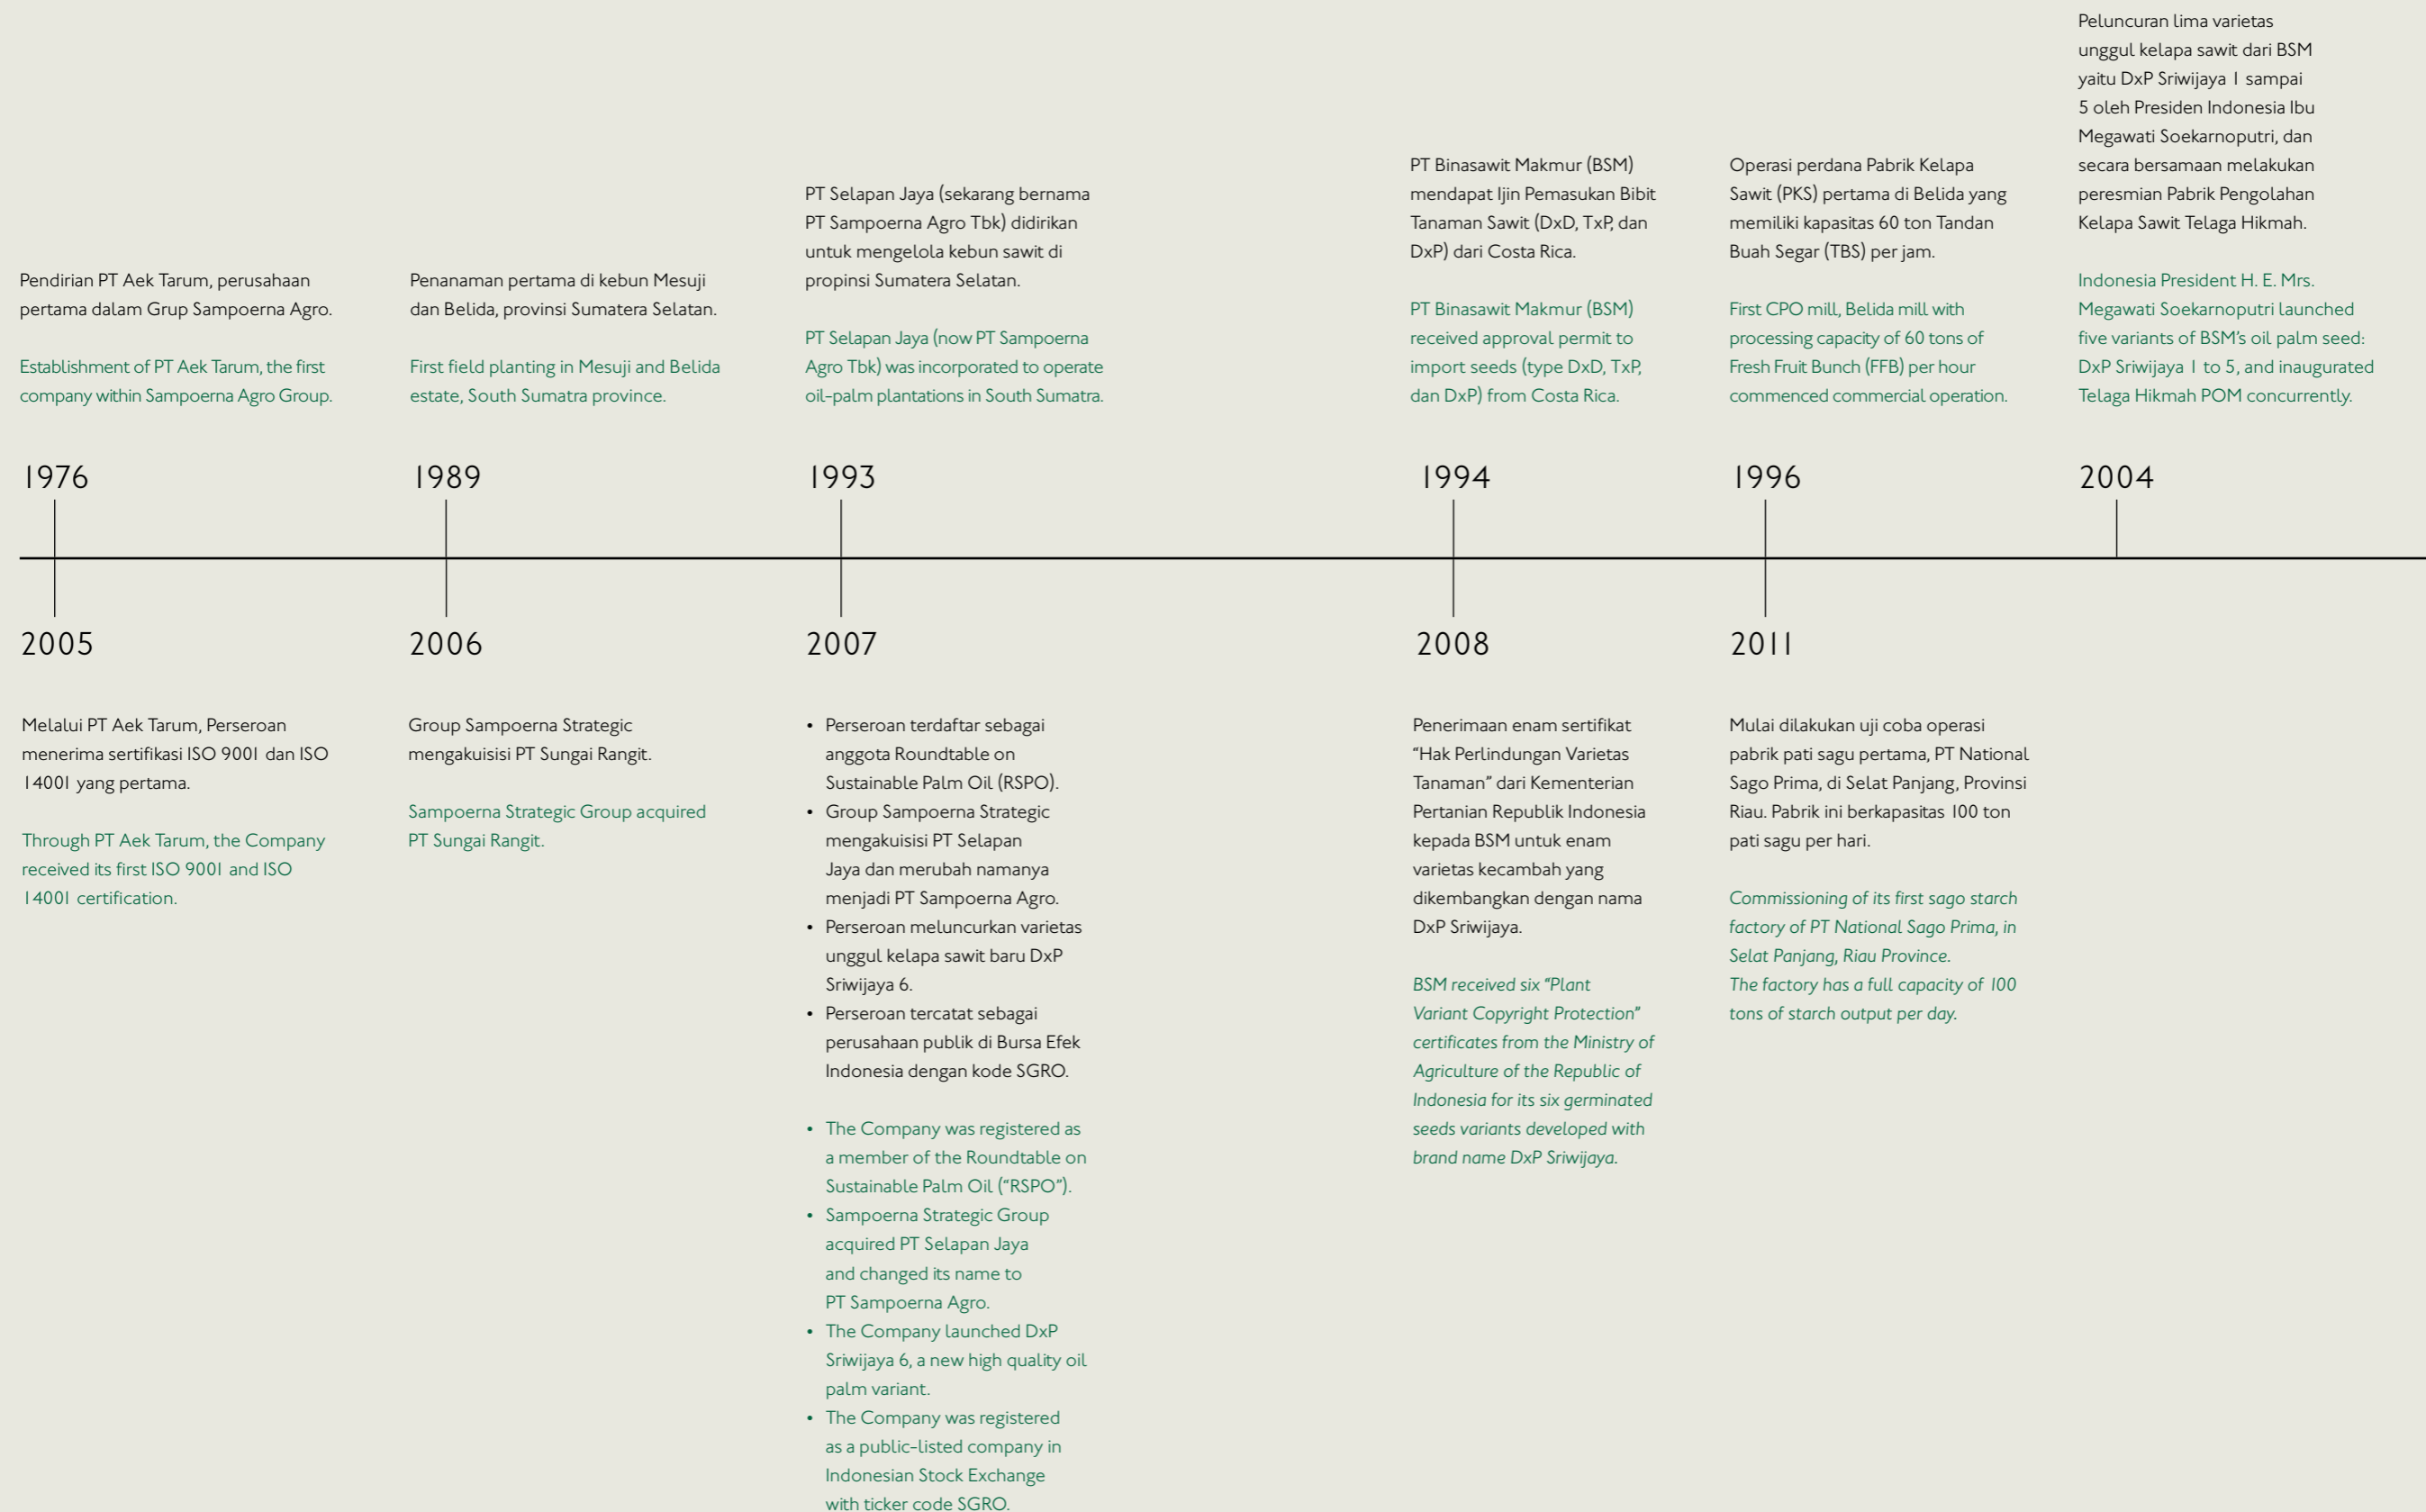 Pendirian PT Aek Tarum, perusahaan
pertama dalam Grup Sampoerna Agro.
Establishment of PT Aek Tarum, the first
company within Sampoerna Agro Group.
1976
Penanaman pertama di kebun Mesuji
dan Belida, provinsi Sumatera Selatan.
First field planting in Mesuji and Belida
estate, South Sumatra province.
1989
PT Selapan Jaya (sekarang bernama
PT Sampoerna Agro Tbk) didirikan
untuk mengelola kebun sawit di
propinsi Sumatera Selatan.
PT Selapan Jaya (now PT Sampoerna
Agro Tbk) was incorporated to operate
oil-palm plantations in South Sumatra.
1993
PT Binasawit Makmur (BSM)
mendapat Ijin Pemasukan Bibit
Tanaman Sawit (DxD, TxP, dan
DxP) dari Costa Rica.
PT Binasawit Makmur (BSM)
received approval permit to
import seeds (type DxD, TxP,
dan DxP) from Costa Rica.
1994
Operasi perdana Pabrik Kelapa
Sawit (PKS) pertama di Belida yang
memiliki kapasitas 60 ton Tandan
Buah Segar (TBS) per jam.
First CPO mill, Belida mill with
processing capacity of 60 tons of
Fresh Fruit Bunch (FFB) per hour
commenced commercial operation.
1996
Peluncuran lima varietas
unggul kelapa sawit dari BSM
yaitu DxP Sriwijaya 1 sampai
5 oleh Presiden Indonesia Ibu
Megawati Soekarnoputri, dan
secara bersamaan melakukan
peresmian Pabrik Pengolahan
Kelapa Sawit Telaga Hikmah.
Indonesia President H. E. Mrs.
Megawati Soekarnoputri launched
five variants of BSM's oil palm seed:
DxP Sriwijaya 1 to 5, and inaugurated
Telaga Hikmah POM concurrently.
2004
2005
Melalui PT Aek Tarum, Perseroan
menerima sertifikasi ISO 9001 dan ISO
14001 yang pertama.
Through PT Aek Tarum, the Company
received its first ISO 9001 and ISO
14001 certification.
2006
Group Sampoerna Strategic
mengakuisisi PT Sungai Rangit.
Sampoerna Strategic Group acquired
PT Sungai Rangit.
2007
• Perseroan terdaftar sebagai
anggota Roundtable on
Sustainable Palm Oil (RSPO).
• Group Sampoerna Strategic
mengakuisisi PT Selapan
Jaya dan merubah namanya
menjadi PT Sampoerna Agro.
• Perseroan meluncurkan varietas
unggul kelapa sawit baru DxP
Sriwijaya 6.
• Perseroan tercatat sebagai
perusahaan publik di Bursa Efek
Indonesia dengan kode SGRO.
• The Company was registered as
a member of the Roundtable on
Sustainable Palm Oil ("RSPO").
• Sampoerna Strategic Group
acquired PT Selapan Jaya
and changed its name to
PT Sampoerna Agro.
• The Company launched DxP
Sriwijaya 6, a new high quality oil
palm variant.
• The Company was registered
as a public-listed company in
Indonesian Stock Exchange
with ticker code SGRO.
2008
Penerimaan enam sertifikat
“Hak Perlindungan Varietas
Tanaman” dari Kementerian
Pertanian Republik Indonesia
kepada BSM untuk enam
varietas kecambah yang
dikembangkan dengan nama
DxP Sriwijaya.
BSM received six “Plant
Variant Copyright Protection”
certificates from the Ministry of
Agriculture of the Republic of
Indonesia for its six germinated
seeds variants developed with
brand name DxP Sriwijaya.
2011
Mulai dilakukan uji coba operasi
pabrik pati sagu pertama, PT National
Sago Prima, di Selat Panjang, Provinsi
Riau. Pabrik ini berkapasitas 100 ton
pati sagu per hari.
Commissioning of its first sago starch
factory of PT National Sago Prima, in
Selat Panjang, Riau Province.
The factory has a full capacity of 100
tons of starch output per day.